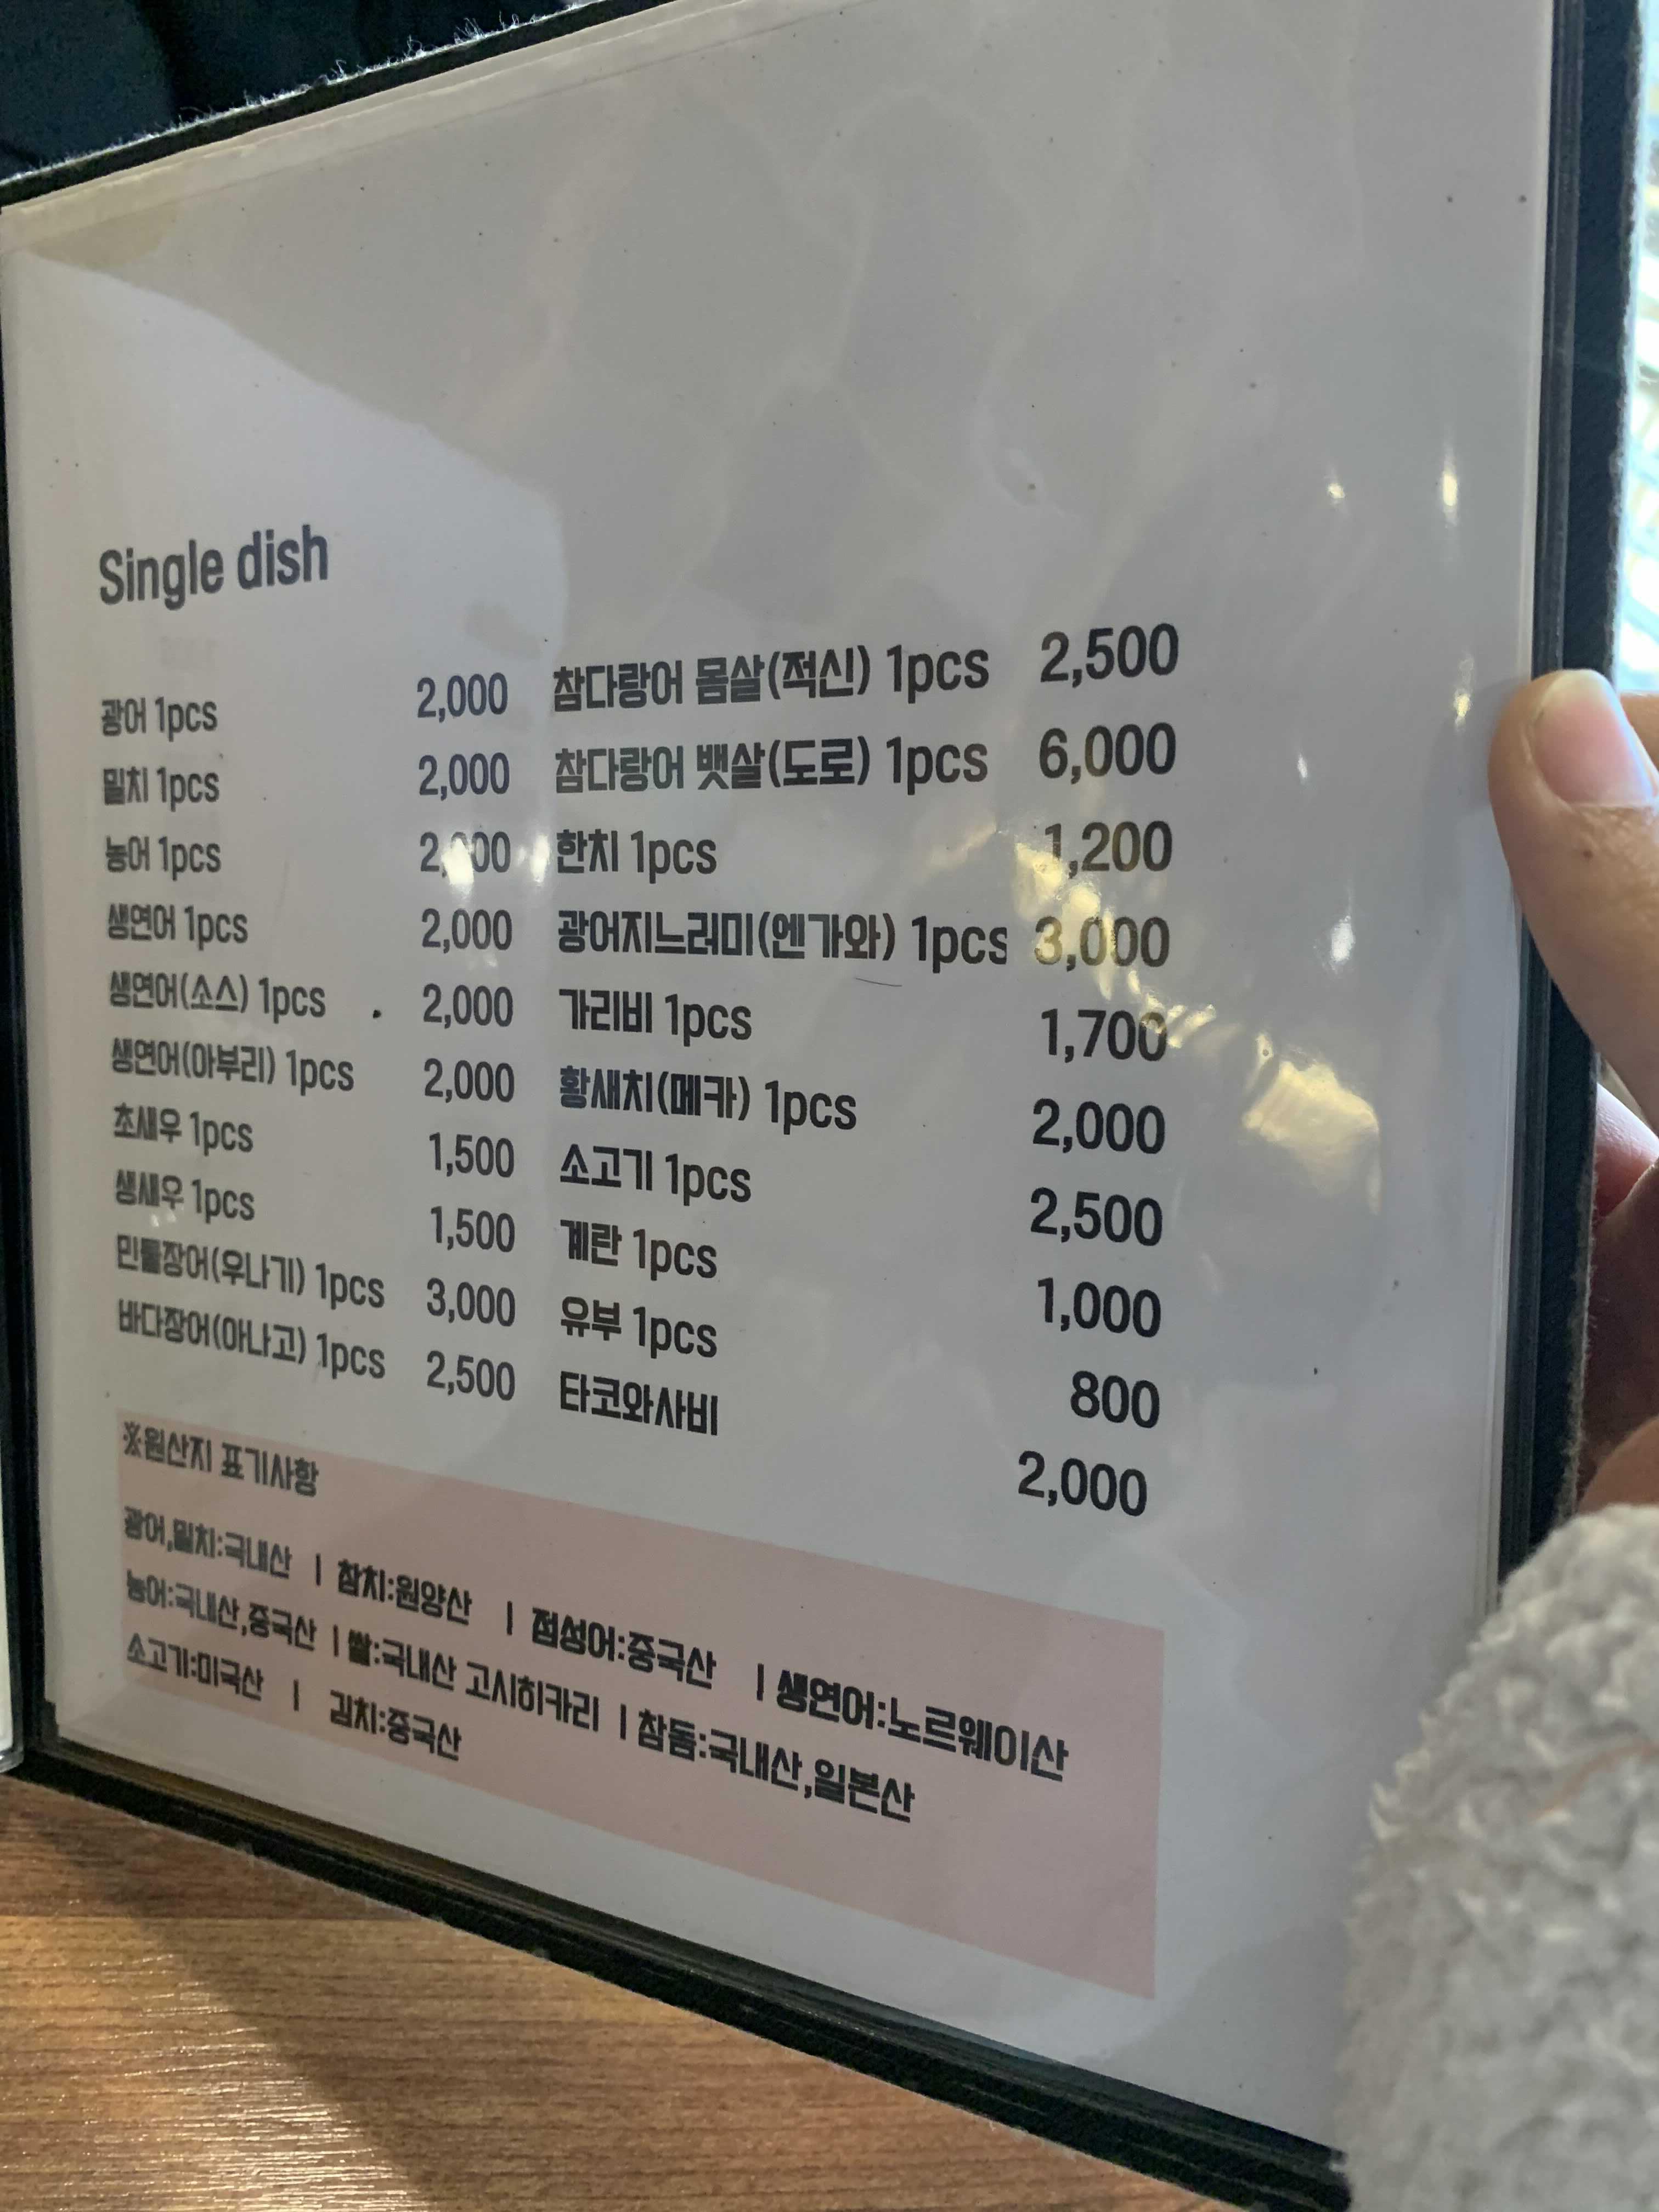 Single dish
광어 1pcs 2,000
밀치 1pcs 2,000
농어 1pcs
생연어 1pcs 2,000
생연어(소스) 1pcs 2,000
생연어(아부리) 1pcs 2,000
초새우 1pcs 1,500
생새우 1pcs 1,500
민물장어(우나기) 1pcs 3,000
바다장어(아나고) 1pcs 2,500
참다랑어 몸살(적신) 1pcs 2,500
참다랑어 뱃살(도로) 1pcs 6,000
한치 1pcs 1,200
광어지느러미(엔가와) 1pcs 3,000
가리비 1pcs 1,700
황새치(메카) 1pcs 2,000
소고기 1pcs 2,500
계란 1pcs 1,000
유부 1pcs 800
타코와사비 2,000
※원산지 표기사항
광어,밀치:국내산 | 참치:원양산 | 점성어:중국산 | 생연어:노르웨이산
농어:국내산,중국산 | 쌀:국내산 고시히카리 | 참돔:국내산,일본산
소고기:미국산 | 김치:중국산